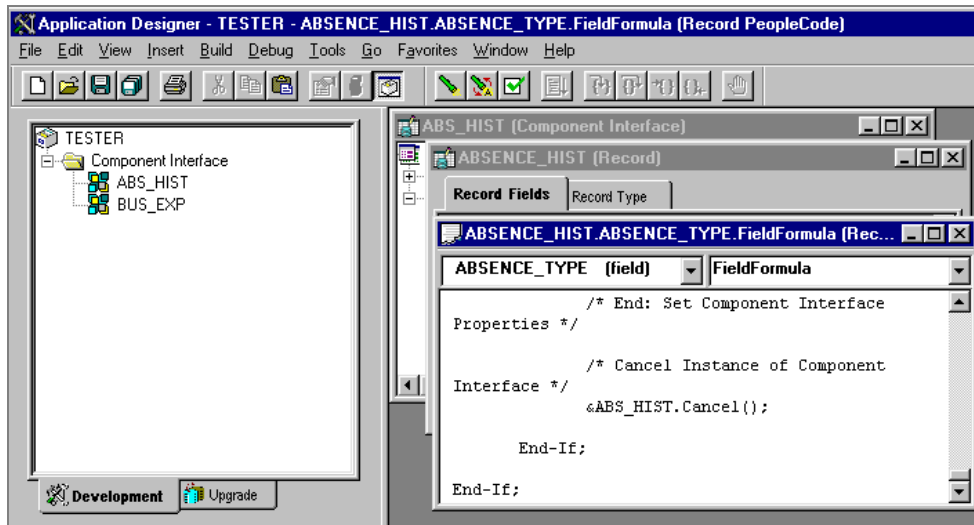 Application Designer - TESTER - ABSENCE_HIST.ABSENCE_TYPE.FieldFormula (Record PeopleCode)
File Edit View Insert Build Debug Tools Go Favorites Window Help
TESTER
Component Interface
ABS_HIST
BUS_EXP
Development
Upgrade
ABS_HIST (Component Interface)
ABSENCE_HIST (Record)
Record Fields
Record Type
ABSENCE_HIST.ABSENCE_TYPE.FieldFormula (Rec...
ABSENCE_TYPE (field)
FieldFormula
/* End: Set Component Interface
Properties */
/* Cancel Instance of Component
Interface */
&ABS_HIST.Cancel();
End-If;
End-If;